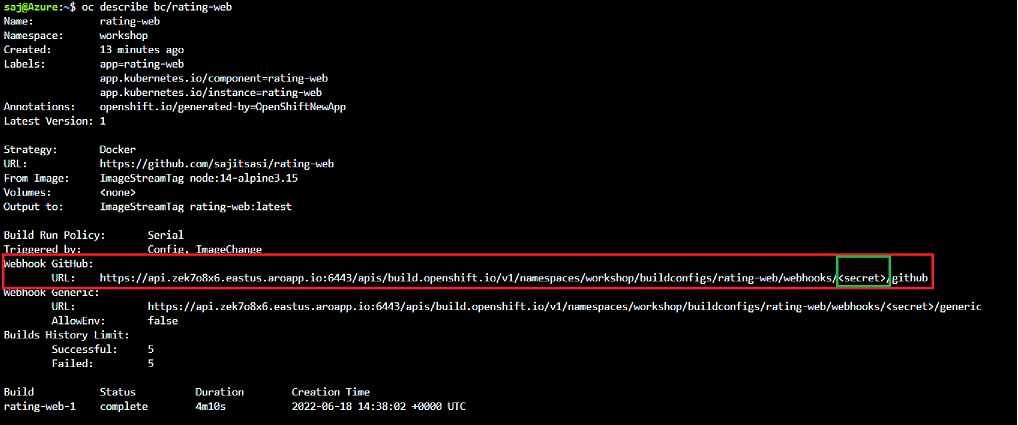 saj@Azure:~$ oc describe bc/rating-web
Name: rating-web
Namespace: workshop
Created: 13 minutes ago
Labels: app=rating-web
app.kubernetes.io/component=rating-web
app.kubernetes.io/instance=rating-web
Annotations: openshift.io/generated-by=OpenShiftNewApp
Latest Version: 1
Strategy: Docker
URL: https://github.com/sajitsasi/rating-web
From Image: ImageStreamTag node:14-alpine3.15
Volumes: <none>
Output to: ImageStreamTag rating-web:latest
Build Run Policy: Serial
Triggered by: Config, ImageChange
Webhook GitHub:
URL: https://api.zek7o8x6.eastus.aroapp.io:6443/apis/build.openshift.io/v1/namespaces/workshop/buildconfigs/rating-web/webhooks/<secret>/github
Webhook Generic:
URL: https://api.zek7o8x6.eastus.aroapp.io:6443/apis/build.openshift.io/v1/namespaces/workshop/buildconfigs/rating-web/webhooks/<secret>/generic
AllowEnv: false
Builds History Limit:
Successful: 5
Failed: 5
Build Status Duration Creation Time
rating-web-1 complete 4m10s 2022-06-18 14:38:02 +0000 UTC